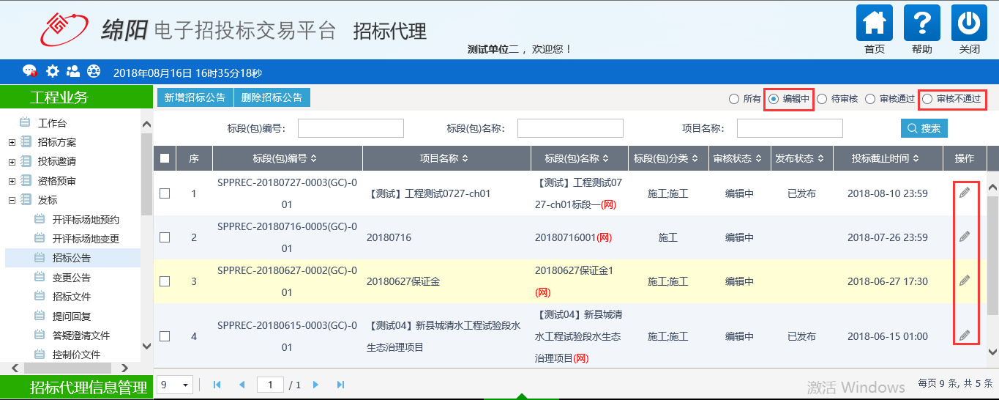 绵阳 电子招投标交易平台 招标代理
测试单位二，欢迎您！
首页 帮助 关闭
2018年08月16日 16时35分18秒
工程业务
工作台
招标方案
投标邀请
资格预审
发标
开评标场地预约
开评标场地变更
招标公告
变更公告
招标文件
提问回复
答疑澄清文件
控制价文件
招标代理信息管理
新增招标公告 删除招标公告
所有 编辑中 待审核 审核通过 审核不通过
标段(包)编号： 标段(包)名称： 项目名称： 搜索
序 标段(包)编号 项目名称 标段(包)名称 标段(包)分类 审核状态 发布状态 投标截止时间 操作
1 SPPREC-20180727-0003(GC)-001 【测试】工程测试0727-ch01 【测试】工程测试0727-ch01标段一(网) 施工;施工 编辑中 已发布 2018-08-10 23:59
2 SPPREC-20180716-0005(GC)-001 20180716 20180716001(网) 施工 编辑中 2018-07-26 23:59
3 SPPREC-20180627-0002(GC)-001 20180627保证金 20180627保证金1(网) 施工;施工 编辑中 2018-06-27 17:30
4 SPPREC-20180615-0003(GC)-001 【测试04】新县城清水工程试验段水生态治理项目 【测试04】新县城清水工程试验段水生态治理项目(网) 施工;施工 编辑中 已发布 2018-06-15 01:00
9 1 / 1 每页 9 条, 共 5 条
激活 Windows